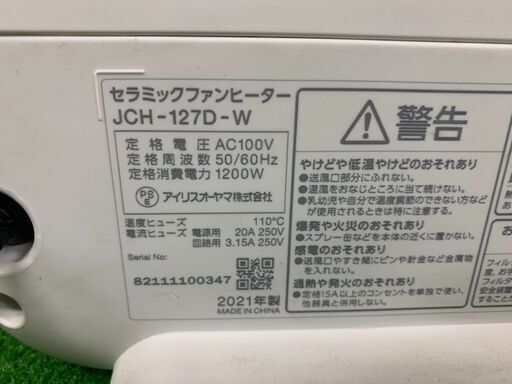 セラミックファンヒーター
JCH-127D-W
定格電圧 AC100V
定格周波数 50/60Hz
定格消費電力 1200W
PS
E
アイリスオーヤマ株式会社
温度ヒューズ 110℃
電流ヒューズ 電源用 20A 250V
回路用 3.15A 250V
Serial No:
82111100347
2021年製
MADE IN CHINA
警告
やけどや低温やけどのおそれあり
●送風口部分にふれない。
●温風をおなじところに当て続けない。
●乳幼児や自分で温度調節のできない方など
が使用されるときは特に注意する。
爆発や火災のおそれあり
●スプレー缶などを本体の近くに置かない。
感電のおそれあり
●送風口やすき間にピンや針金など金属物
を入れない。
過熱や発火のおそれあり
●定格15A以上のコンセントを単独で使い、
他器具と併用しない。
フィル